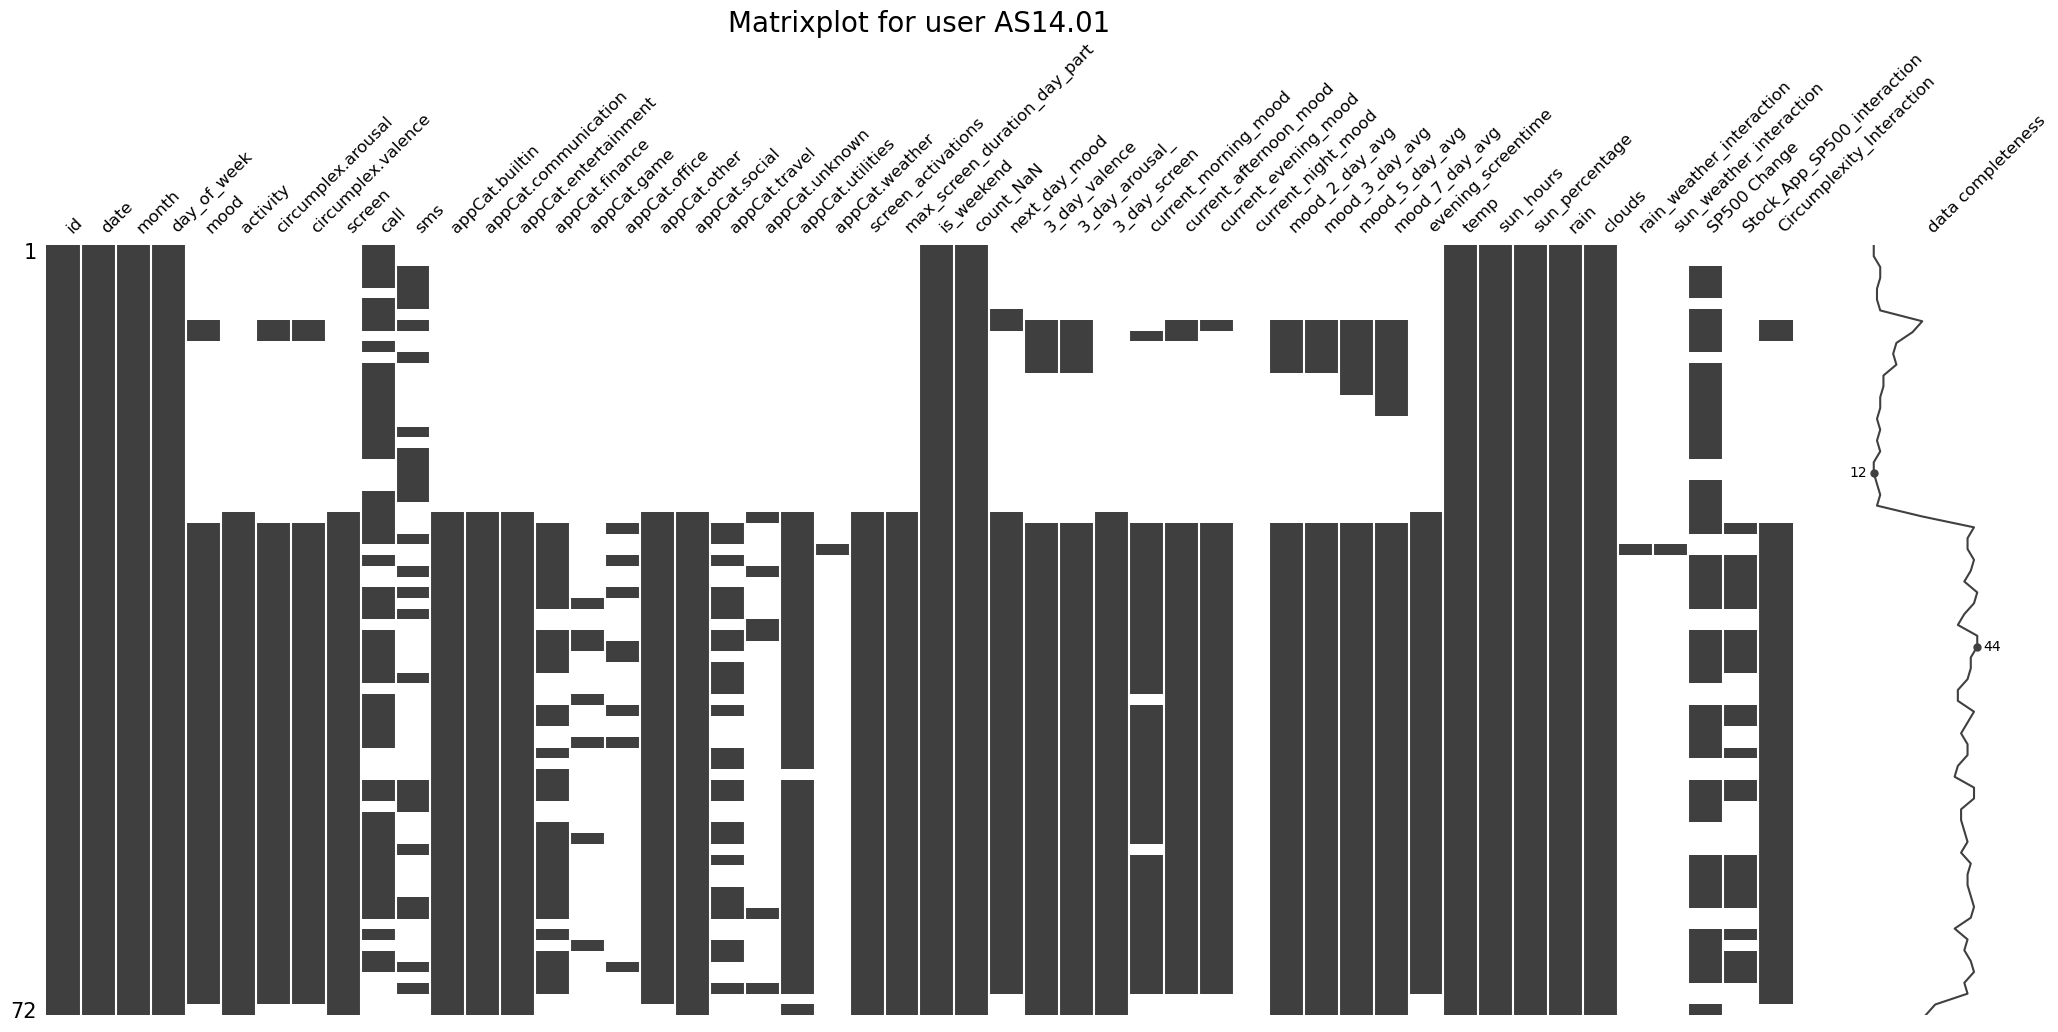 Matrixplot for user AS14.01
id
date
month
day_of_week
mood
activity
circumplex.arousal
circumplex.valence
screen
call
sms
appCat.builtin
appCat.communication
appCat.entertainment
appCat.finance
appCat.game
appCat.office
appCat.other
appCat.social
appCat.travel
appCat.unknown
appCat.utilities
appCat.weather
screen_activations
max_screen_duration_day_part
is_weekend
count_NaN
next_day_mood
3_day_valence
3_day_arousal_
3_day_screen
current_morning_mood
current_afternoon_mood
current_evening_mood
current_night_mood
mood_2_day_avg
mood_3_day_avg
mood_5_day_avg
mood_7_day_avg
evening_screentime
temp
sun_hours
sun_percentage
rain
clouds
rain_weather_interaction
sun_weather_interaction
SP500 Change
Stock_App_SP500_interaction
Circumplexity_Interaction
data completeness
1
12
44
72